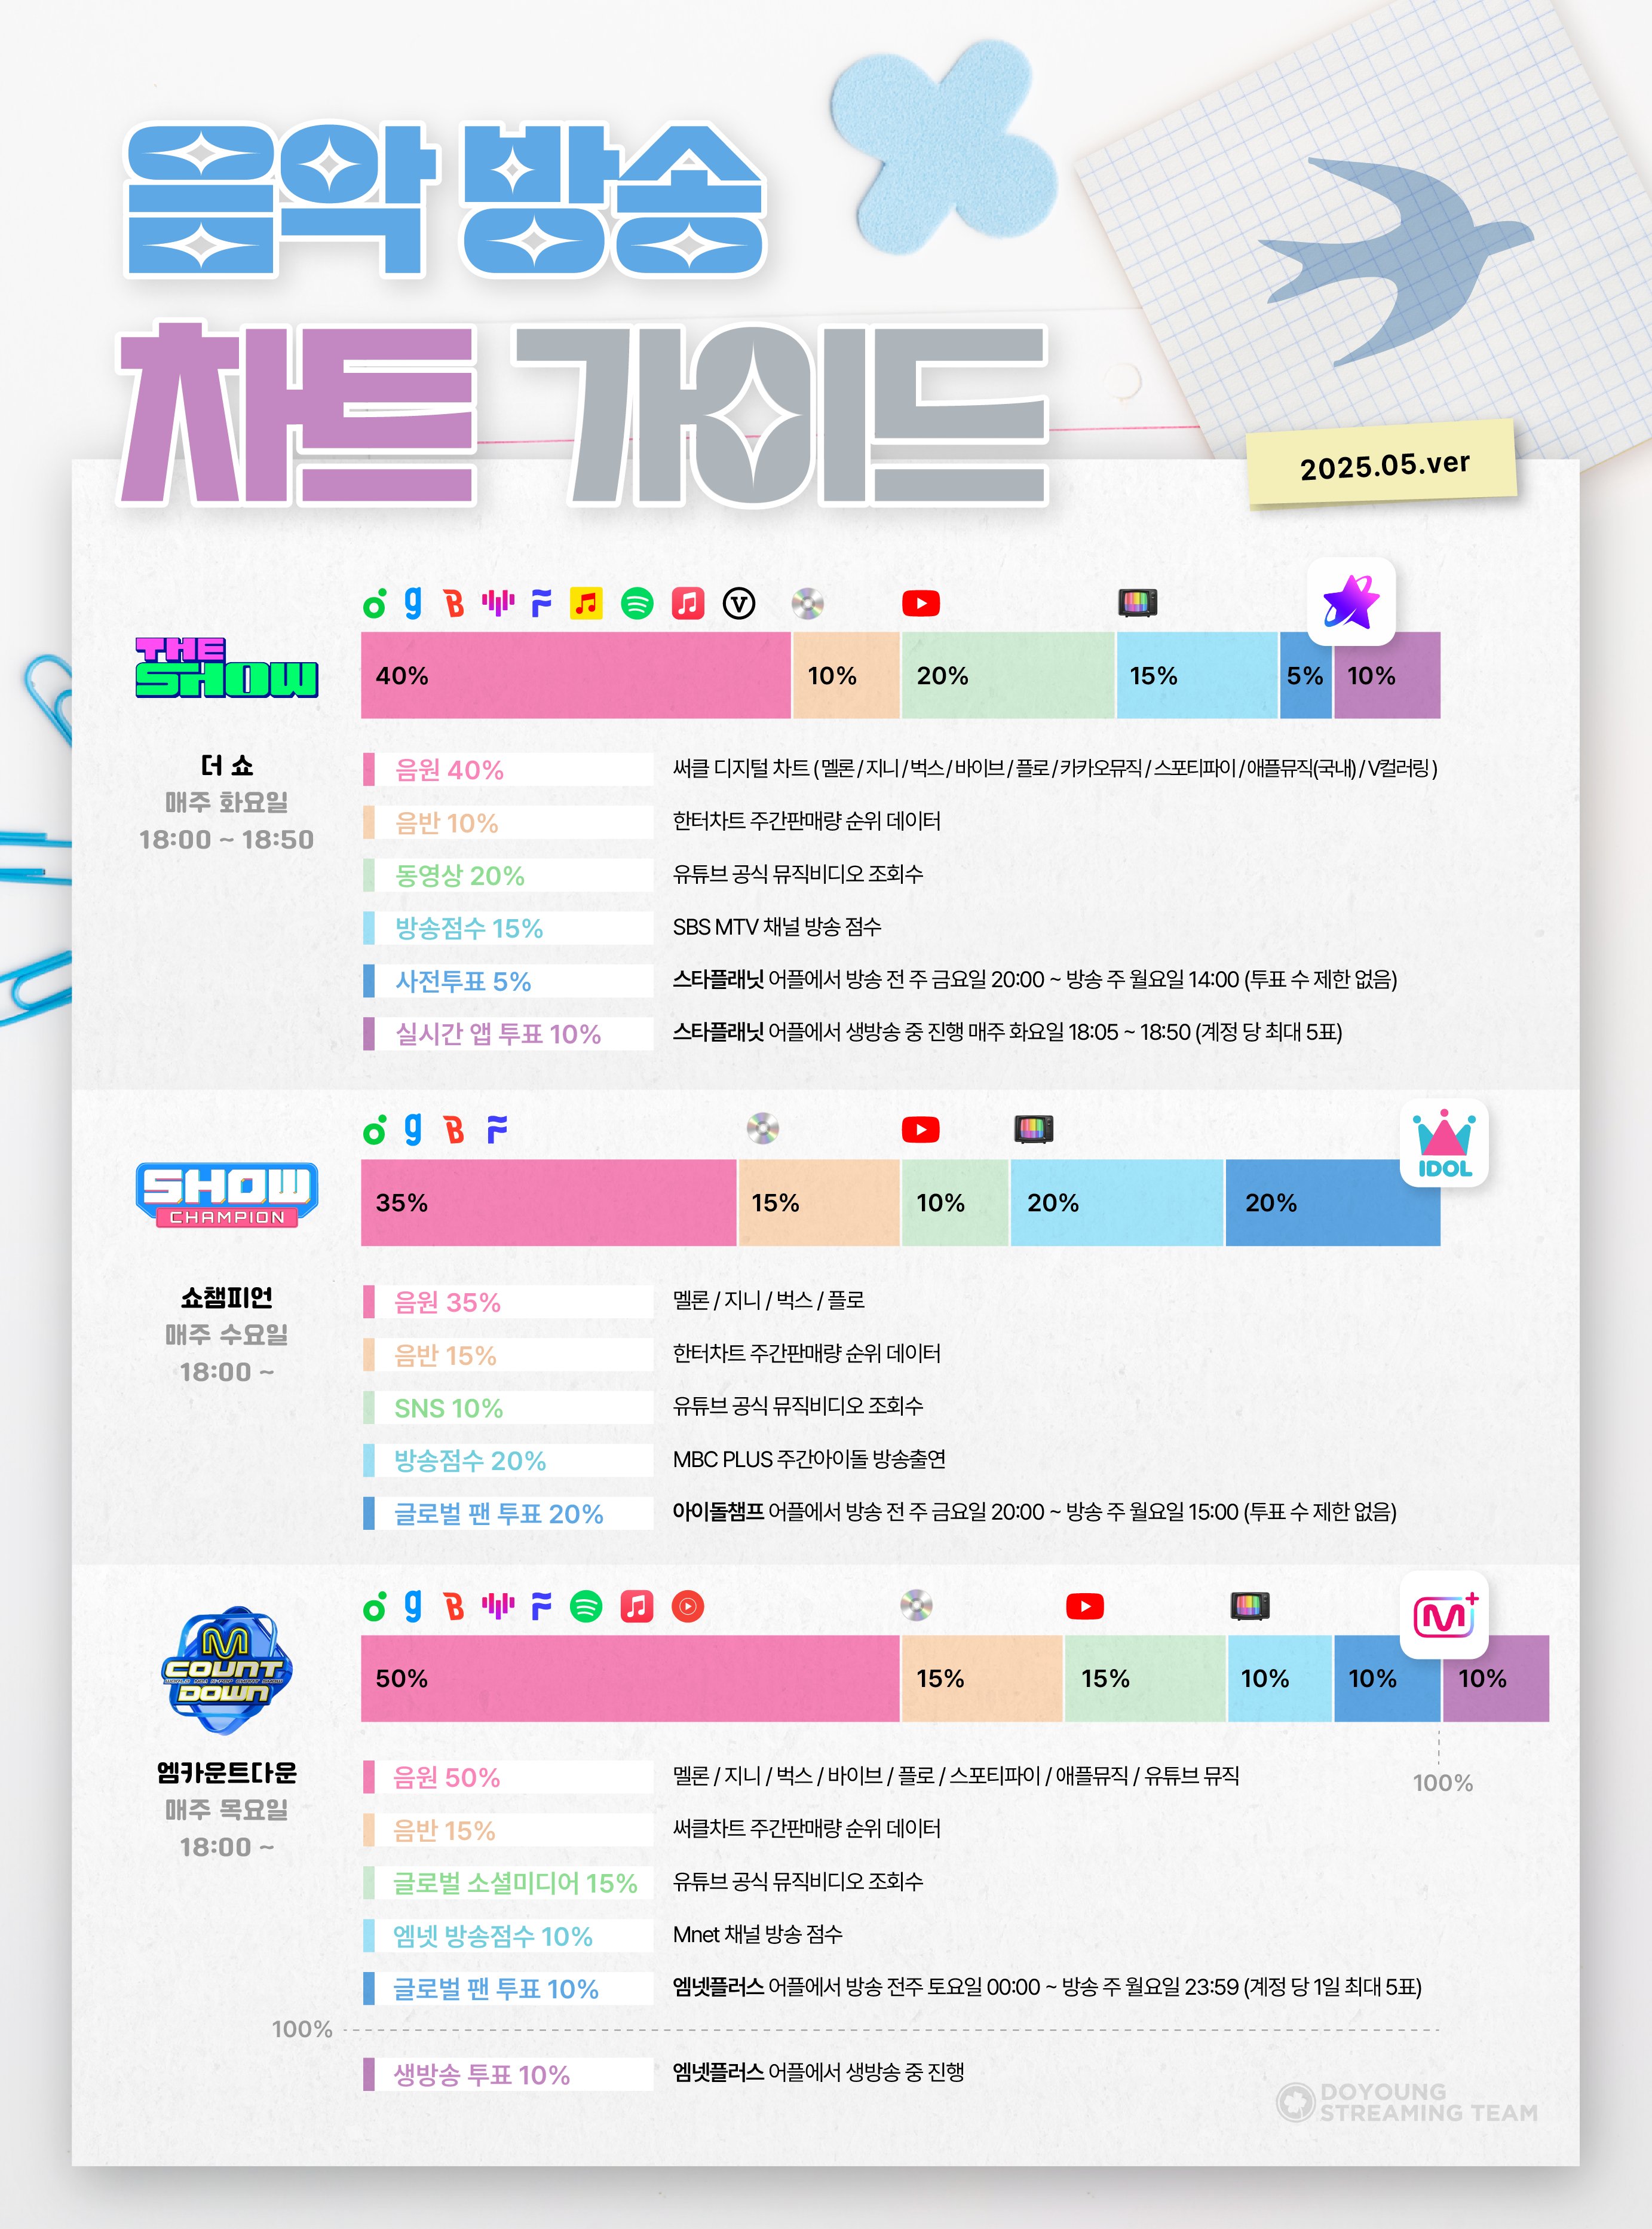 음악 방송
차트 가이드
2025.05.ver
THE SHOW
40% 10% 20% 15% 5% 10%
더 쇼
매주 화요일
18:00 ~ 18:50
음원 40% 써클 디지털 차트 ( 멜론 / 지니 / 벅스 / 바이브 / 플로 / 카카오뮤직 / 스포티파이 / 애플뮤직(국내) / V컬러링 )
음반 10% 한터차트 주간판매량 순위 데이터
동영상 20% 유튜브 공식 뮤직비디오 조회수
방송점수 15% SBS MTV 채널 방송 점수
사전투표 5% 스타플래닛 어플에서 방송 전 주 금요일 20:00 ~ 방송 주 월요일 14:00 (투표 수 제한 없음)
실시간 앱 투표 10% 스타플래닛 어플에서 생방송 중 진행 매주 화요일 18:05 ~ 18:50 (계정 당 최대 5표)
IDOL
SHOW
CHAMPION
35% 15% 10% 20% 20%
쇼챔피언
매주 수요일
18:00 ~
음원 35% 멜론 / 지니 / 벅스 / 플로
음반 15% 한터차트 주간판매량 순위 데이터
SNS 10% 유튜브 공식 뮤직비디오 조회수
방송점수 20% MBC PLUS 주간아이돌 방송출연
글로벌 팬 투표 20% 아이돌챔프 어플에서 방송 전 주 금요일 20:00 ~ 방송 주 월요일 15:00 (투표 수 제한 없음)
M
COUNT
DOWN
M+
50% 15% 15% 10% 10% 10%
100%
엠카운트다운
매주 목요일
18:00 ~
음원 50% 멜론 / 지니 / 벅스 / 바이브 / 플로 / 스포티파이 / 애플뮤직 / 유튜브 뮤직
음반 15% 써클차트 주간판매량 순위 데이터
글로벌 소셜미디어 15% 유튜브 공식 뮤직비디오 조회수
엠넷 방송점수 10% Mnet 채널 방송 점수
글로벌 팬 투표 10% 엠넷플러스 어플에서 방송 전주 토요일 00:00 ~ 방송 주 월요일 23:59 (계정 당 1일 최대 5표)
100%
생방송 투표 10% 엠넷플러스 어플에서 생방송 중 진행
DOYOUNG
STREAMING TEAM